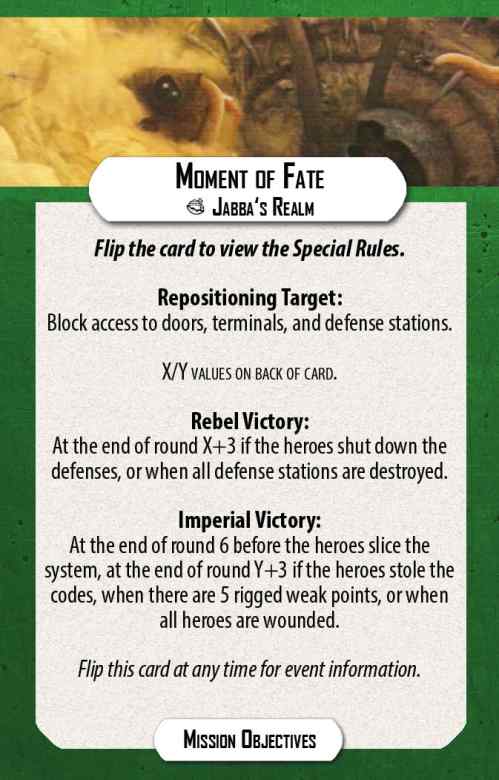 Moment of Fate
Jabba's Realm
Flip the card to view the Special Rules.
Repositioning Target:
Block access to doors, terminals, and defense stations.
X/Y values on back of card.
Rebel Victory:
At the end of round X+3 if the heroes shut down the
defenses, or when all defense stations are destroyed.
Imperial Victory:
At the end of round 6 before the heroes slice the
system, at the end of round Y+3 if the heroes stole the
codes, when there are 5 rigged weak points, or when
all heroes are wounded.
Flip this card at any time for event information.
Mission Objectives